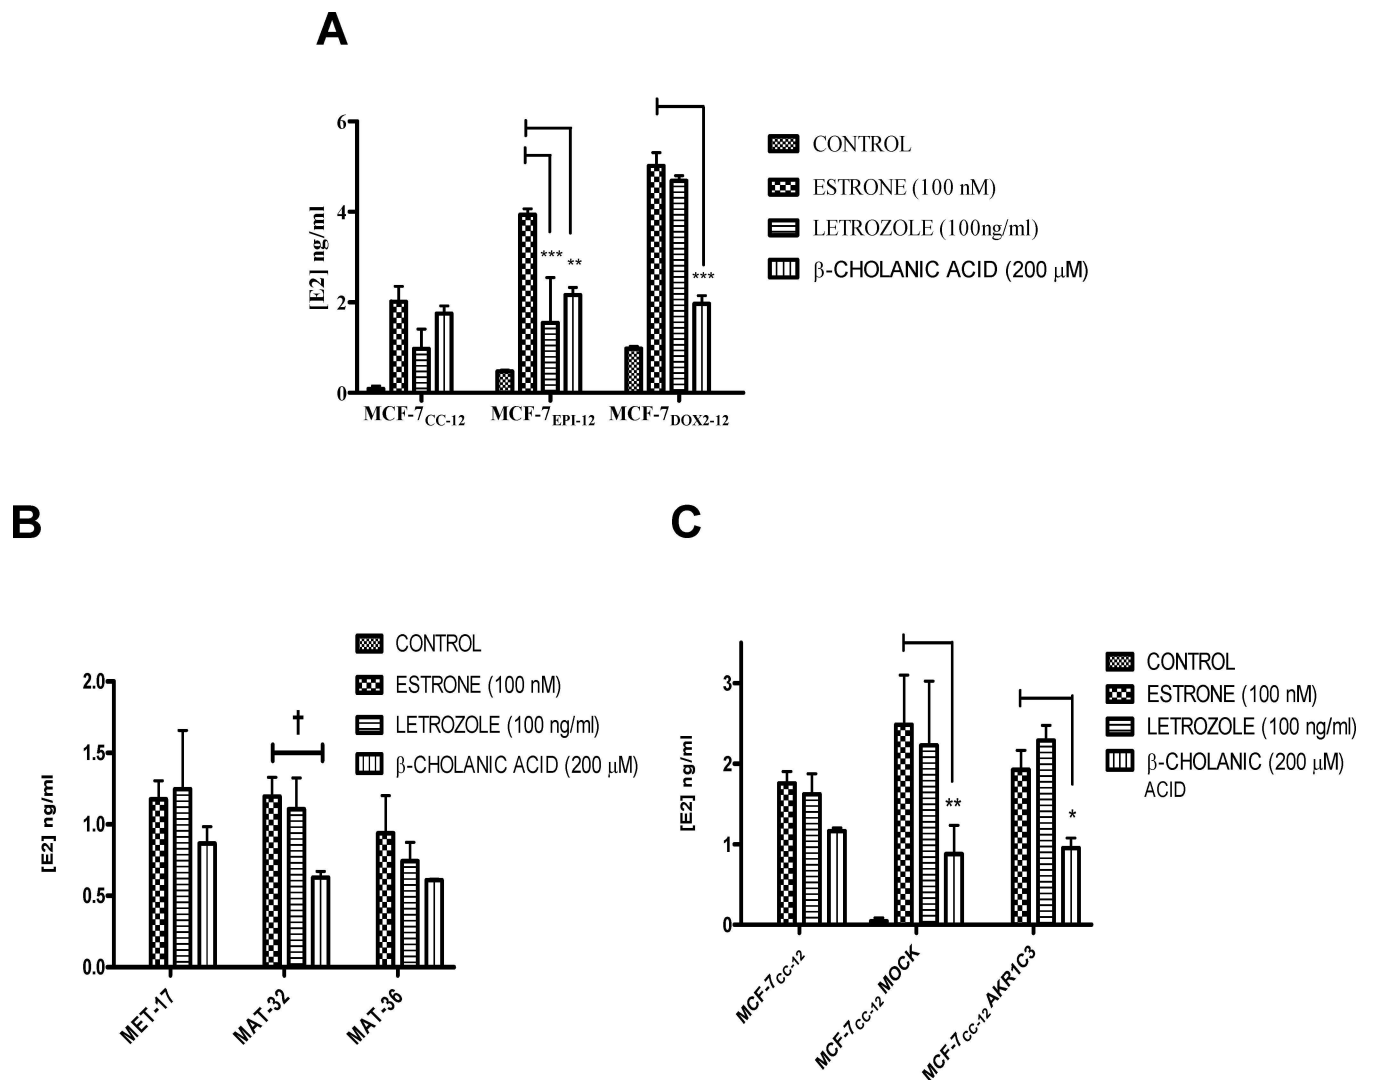 A
6
4
2
0
[E2] ng/ml
***
**
***
MCF-7CC-12
MCF-7EPI-12
MCF-7DOX2-12
CONTROL
ESTRONE (100 nM)
LETROZOLE (100ng/ml)
β-CHOLANIC ACID (200 µM)
B
2.0
1.5
1.0
0.5
0.0
[E2] ng/ml
†
MET-17
MAT-32
MAT-36
CONTROL
ESTRONE (100 nM)
LETROZOLE (100 ng/ml)
β-CHOLANIC ACID (200 µM)
C
3
2
1
0
[E2] ng/ml
**
*
MCF-7CC-12
MCF-7CC-12 MOCK
MCF-7CC-12 AKR1C3
CONTROL
ESTRONE (100 nM)
LETROZOLE (100 ng/ml)
β-CHOLANIC (200 µM)
ACID